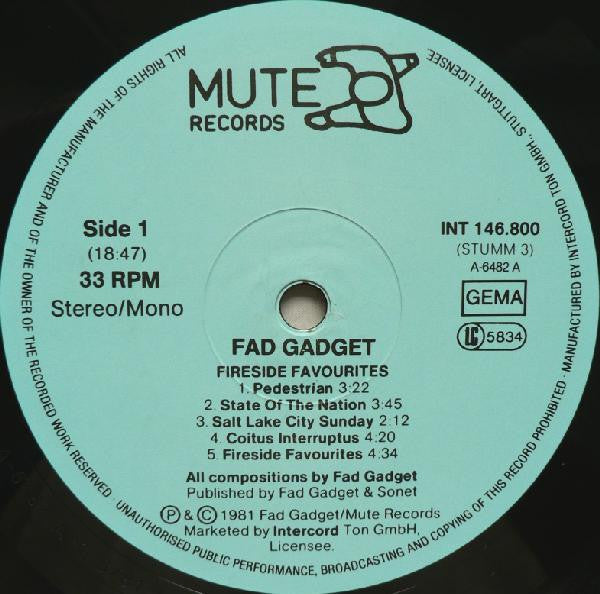 MUTE
RECORDS
Side 1
(18:47)
33 RPM
Stereo/Mono
INT 146.800
(STUMM 3)
A-6482 A
GEMA
LC 5834
FAD GADGET
FIRESIDE FAVOURITES
1. Pedestrian 3:22
2. State Of The Nation 3:45
3. Salt Lake City Sunday 2:12
4. Coitus Interruptus 4:20
5. Fireside Favourites 4:34
All compositions by Fad Gadget
Published by Fad Gadget & Sonet
Ⓟ & © 1981 Fad Gadget/Mute Records
Marketed by Intercord Ton GmbH,
Licensee.
ALL RIGHTS OF THE MANUFACTURER AND OF THE OWNER OF THE RECORDED WORK RESERVED · UNAUTHORISED PUBLIC PERFORMANCE, BROADCASTING AND COPYING OF THIS RECORD PROHIBITED · MANUFACTURED BY INTERCORD TON GMBH, STUTTGART, LICENSEE.